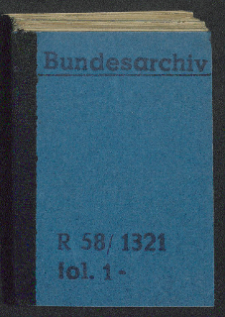 Bundesarchiv
R 58/1321
fol. 1-